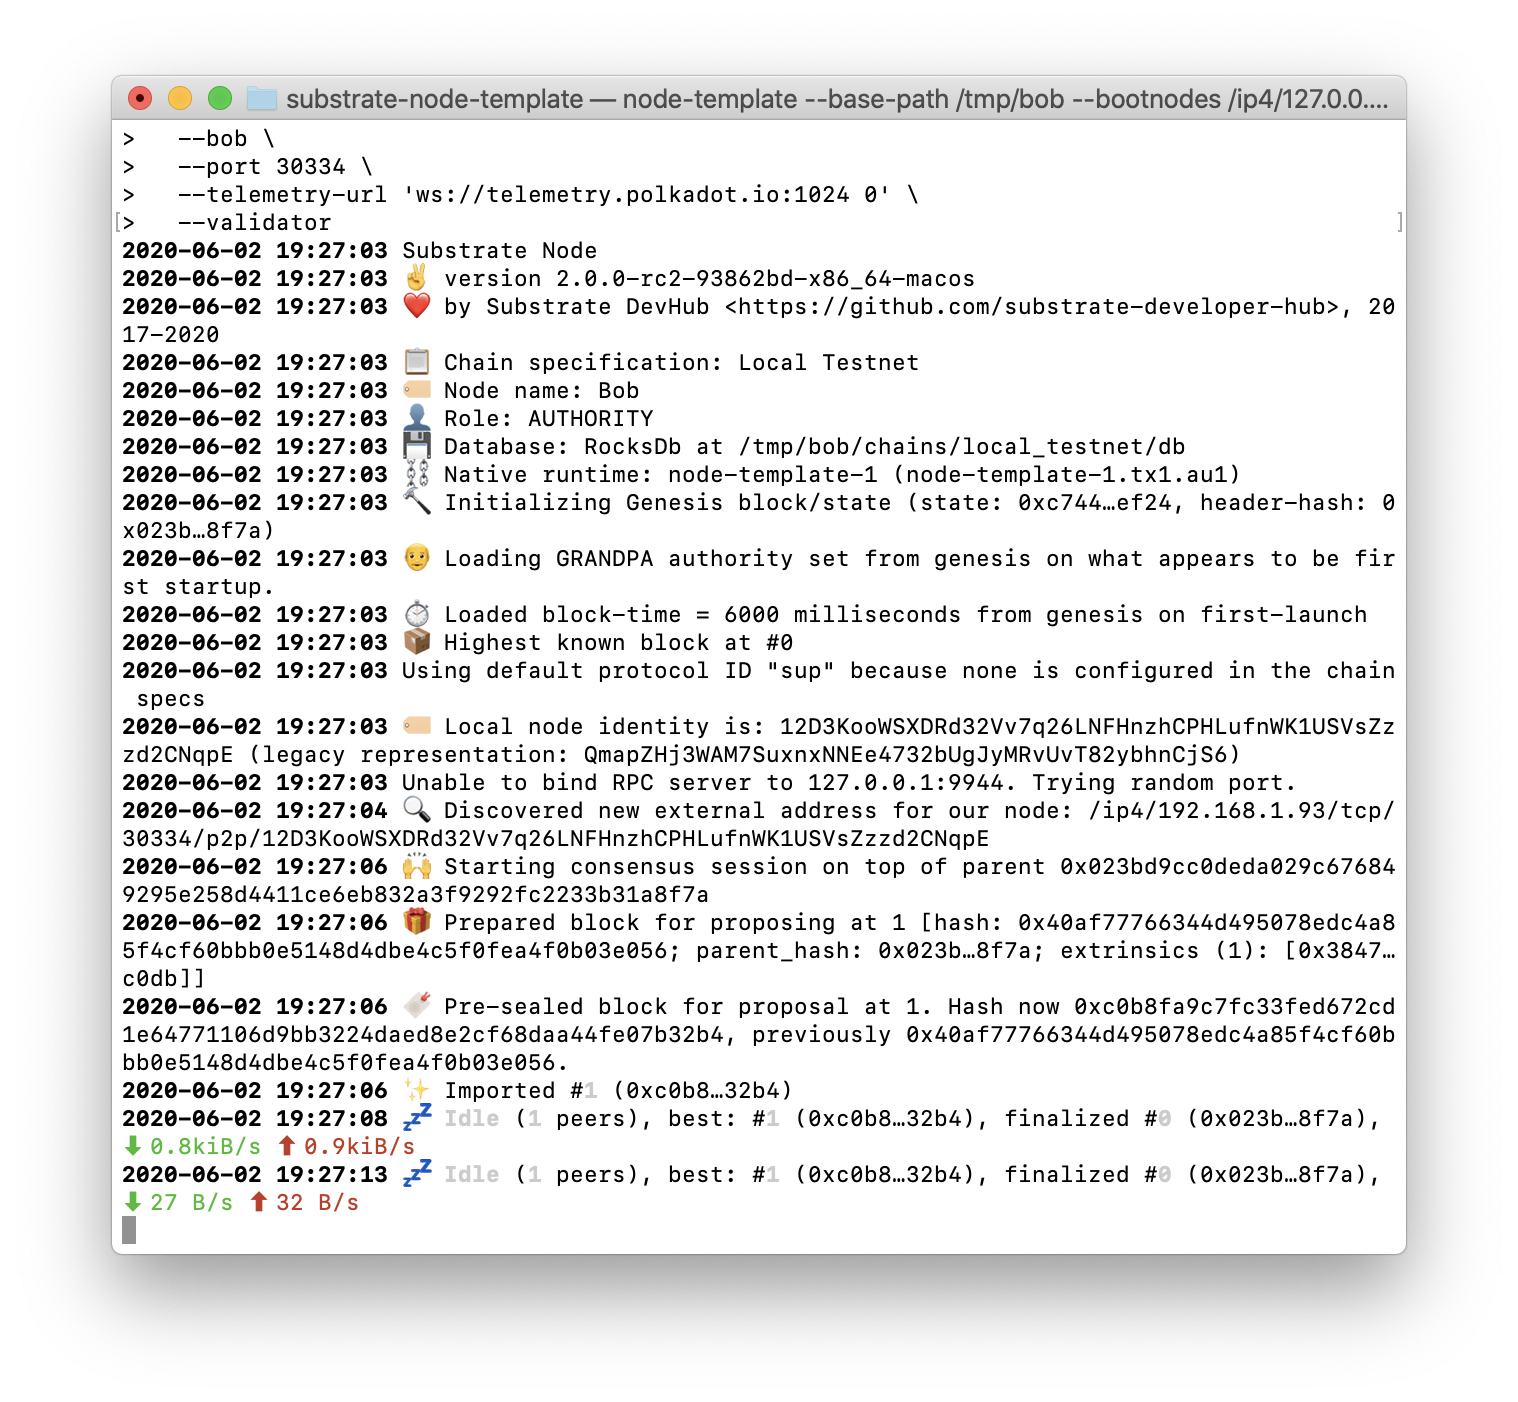 substrate-node-template — node-template --base-path /tmp/bob --bootnodes /ip4/127.0.0....
>   --bob \
>   --port 30334 \
>   --telemetry-url 'ws://telemetry.polkadot.io:1024 0' \
[>   --validator ]
2020-06-02 19:27:03 Substrate Node
2020-06-02 19:27:03 ✌️ version 2.0.0-rc2-93862bd-x86_64-macos
2020-06-02 19:27:03 ❤️ by Substrate DevHub <https://github.com/substrate-developer-hub>, 20
17-2020
2020-06-02 19:27:03 📋 Chain specification: Local Testnet
2020-06-02 19:27:03 🏷 Node name: Bob
2020-06-02 19:27:03 👤 Role: AUTHORITY
2020-06-02 19:27:03 💾 Database: RocksDb at /tmp/bob/chains/local_testnet/db
2020-06-02 19:27:03 ⛓ Native runtime: node-template-1 (node-template-1.tx1.au1)
2020-06-02 19:27:03 🔨 Initializing Genesis block/state (state: 0xc744…ef24, header-hash: 0
x023b…8f7a)
2020-06-02 19:27:03 👴 Loading GRANDPA authority set from genesis on what appears to be fir
st startup.
2020-06-02 19:27:03 ⏱ Loaded block-time = 6000 milliseconds from genesis on first-launch
2020-06-02 19:27:03 📦 Highest known block at #0
2020-06-02 19:27:03 Using default protocol ID "sup" because none is configured in the chain
 specs
2020-06-02 19:27:03 🏷 Local node identity is: 12D3KooWSXDRd32Vv7q26LNFHnzhCPHLufnWK1USVsZz
zd2CNqpE (legacy representation: QmapZHj3WAM7SuxnxNNEe4732bUgJyMRvUvT82ybhnCjS6)
2020-06-02 19:27:03 Unable to bind RPC server to 127.0.0.1:9944. Trying random port.
2020-06-02 19:27:04 🔍 Discovered new external address for our node: /ip4/192.168.1.93/tcp/
30334/p2p/12D3KooWSXDRd32Vv7q26LNFHnzhCPHLufnWK1USVsZzzd2CNqpE
2020-06-02 19:27:06 🙌 Starting consensus session on top of parent 0x023bd9cc0deda029c67684
9295e258d4411ce6eb832a3f9292fc2233b31a8f7a
2020-06-02 19:27:06 🎁 Prepared block for proposing at 1 [hash: 0x40af77766344d495078edc4a8
5f4cf60bbb0e5148d4dbe4c5f0fea4f0b03e056; parent_hash: 0x023b…8f7a; extrinsics (1): [0x3847…
c0db]]
2020-06-02 19:27:06 🔖 Pre-sealed block for proposal at 1. Hash now 0xc0b8fa9c7fc33fed672cd
1e64771106d9bb3224daed8e2cf68daa44fe07b32b4, previously 0x40af77766344d495078edc4a85f4cf60b
bb0e5148d4dbe4c5f0fea4f0b03e056.
2020-06-02 19:27:06 ✨ Imported #1 (0xc0b8…32b4)
2020-06-02 19:27:08 💤 Idle (1 peers), best: #1 (0xc0b8…32b4), finalized #0 (0x023b…8f7a),
⬇ 0.8kiB/s ⬆ 0.9kiB/s
2020-06-02 19:27:13 💤 Idle (1 peers), best: #1 (0xc0b8…32b4), finalized #0 (0x023b…8f7a),
⬇ 27 B/s ⬆ 32 B/s